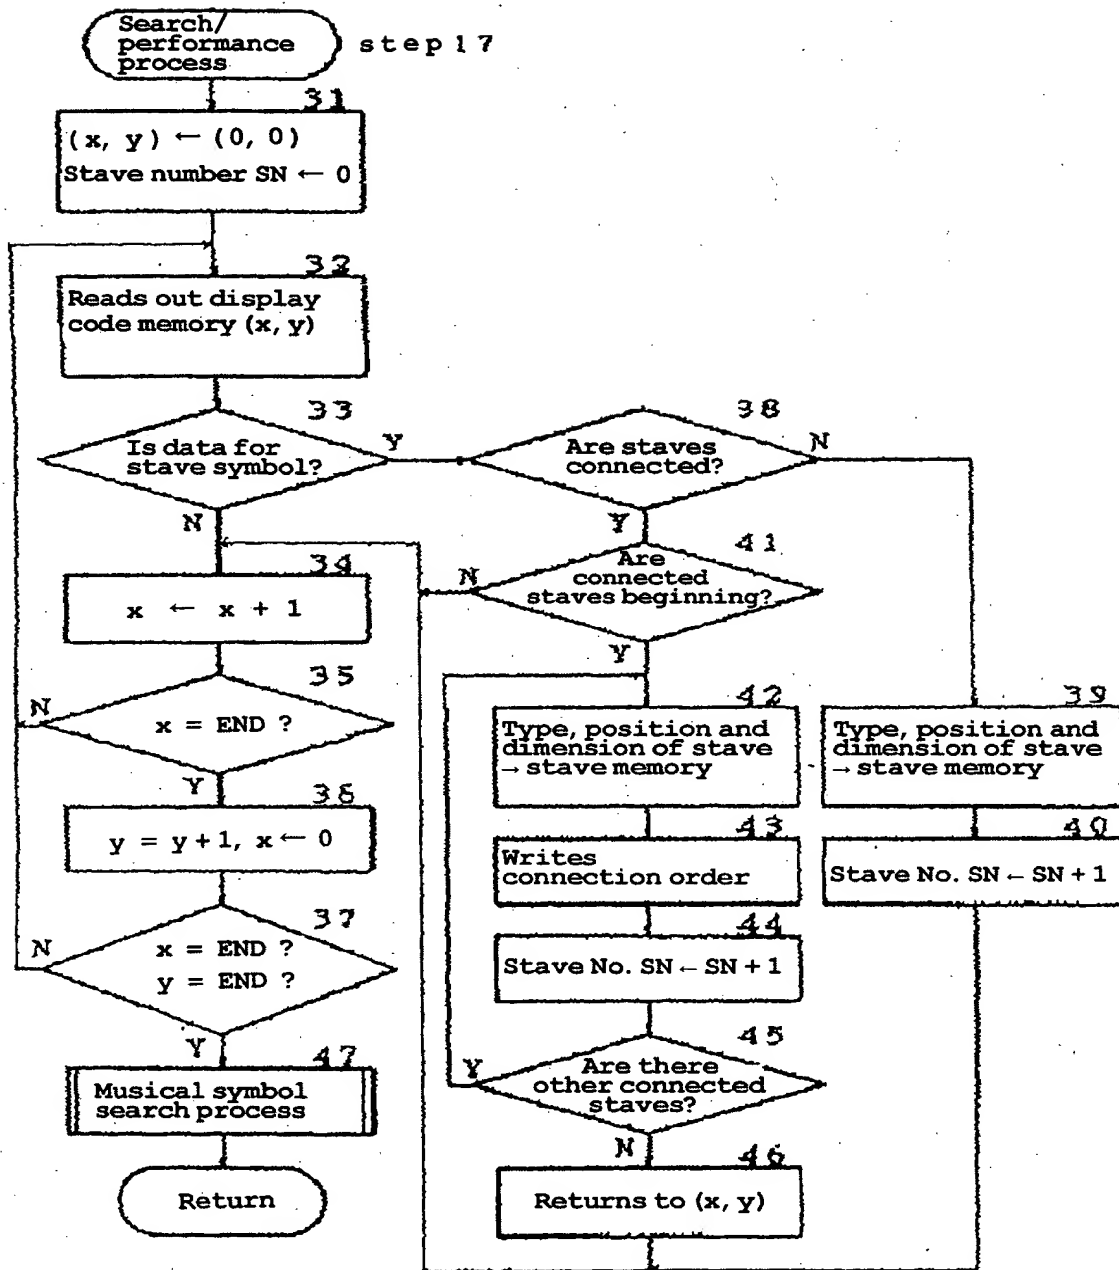 Search/
performance
process
step 17
31
(x, y) ← (0, 0)
Stave number SN ← 0
32
Reads out display
code memory (x, y)
33
Is data for
stave symbol?
Y
N
38
Are staves
connected?
N
Y
41
Are
connected
staves beginning?
N
Y
34
x ← x + 1
35
x = END ?
N
Y
36
y = y+1, x ← 0
37
x = END ?
y = END ?
N
Y
47
Musical symbol
search process
Return
42
Type, position and
dimension of stave
→ stave memory
43
Writes
connection order
44
Stave No. SN ← SN + 1
45
Are there
other connected
staves?
Y
N
46
Returns to (x, y)
39
Type, position and
dimension of stave
→ stave memory
40
Stave No. SN ← SN + 1